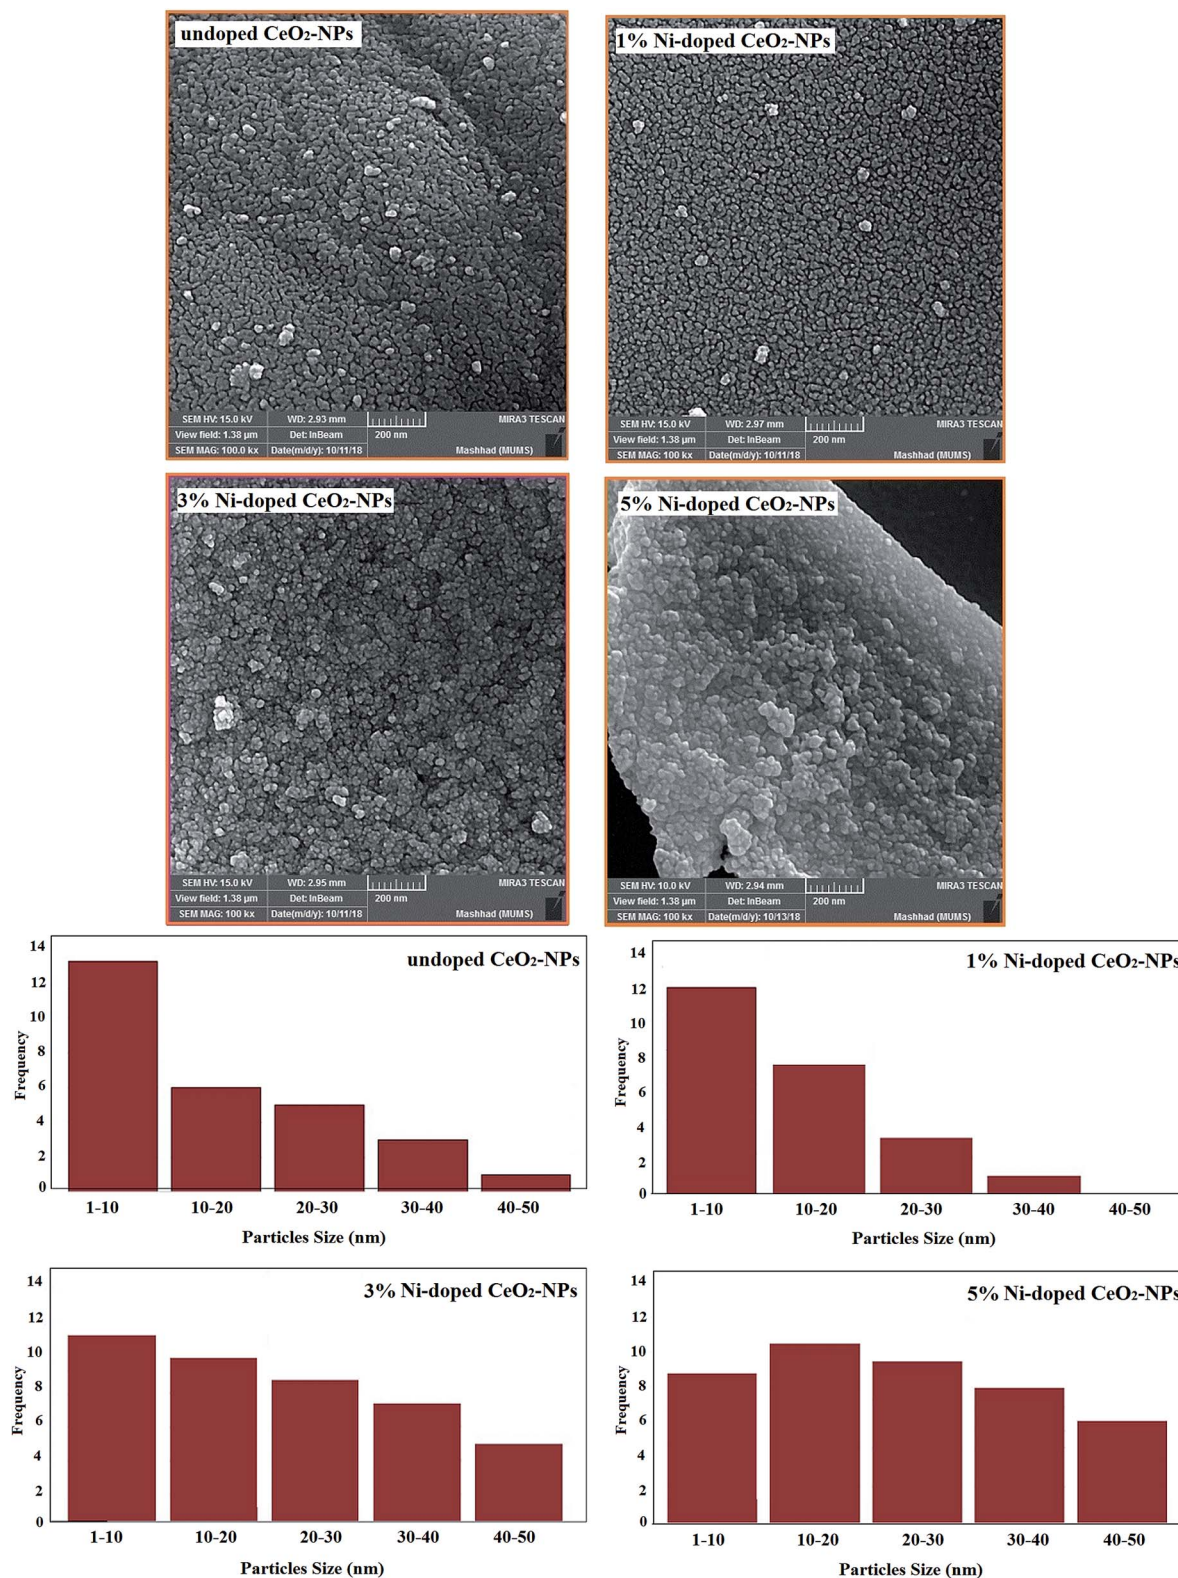 undoped CeO₂-NPs
SEM HV: 15.0 kV WD: 2.93 mm MIRA3 TESCAN
View field: 1.38 µm Det: InBeam 200 nm
SEM MAG: 100.0 kx Date(m/d/y): 10/11/18 Mashhad (MUMS)
1% Ni-doped CeO₂-NPs
SEM HV: 15.0 kV WD: 2.97 mm MIRA3 TESCAN
View field: 1.38 µm Det: InBeam 200 nm
SEM MAG: 100 kx Date(m/d/y): 10/11/18 Mashhad (MUMS)
3% Ni-doped CeO₂-NPs
SEM HV: 15.0 kV WD: 2.95 mm MIRA3 TESCAN
View field: 1.38 µm Det: InBeam 200 nm
SEM MAG: 100 kx Date(m/d/y): 10/11/18 Mashhad (MUMS)
5% Ni-doped CeO₂-NPs
SEM HV: 10.0 kV WD: 2.94 mm MIRA3 TESCAN
View field: 1.38 µm Det: InBeam 200 nm
SEM MAG: 100 kx Date(m/d/y): 10/13/18 Mashhad (MUMS)
undoped CeO₂-NPs
Frequency
14
12
10
8
6
4
2
0
1-10 10-20 20-30 30-40 40-50
Particles Size (nm)
1% Ni-doped CeO₂-NPs
Frequency
14
12
10
8
6
4
2
0
1-10 10-20 20-30 30-40 40-50
Particles Size (nm)
3% Ni-doped CeO₂-NPs
Frequency
14
12
10
8
6
4
2
0
1-10 10-20 20-30 30-40 40-50
Particles Size (nm)
5% Ni-doped CeO₂-NPs
Frequency
14
12
10
8
6
4
2
0
1-10 10-20 20-30 30-40 40-50
Particles Size (nm)